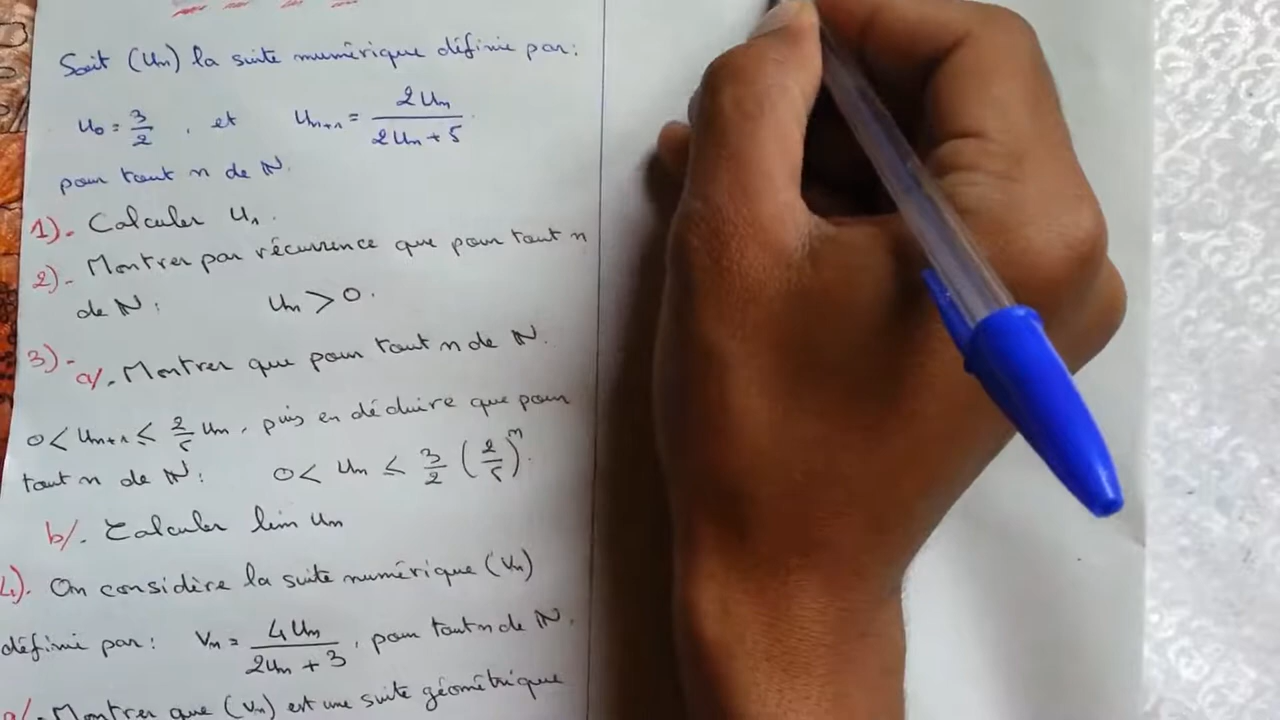 Soit (Un) la suite numérique définie par:
U0 = 3/2 , et Un+1 = 2Un / (2Un + 5)
pour tout n de ℕ.
1)- Calculer U1.
2)- Montrer par récurrence que pour tout n
de ℕ: Un > 0.
3)-
a/. Montrer que pour tout n de ℕ.
0 < Un+1 ≤ 2/5 Un, puis en déduire que pour
tout n de ℕ: 0 < Un ≤ 3/2 (2/5)^n.
b/. Calculer lim Un
4). On considère la suite numérique (Vn)
définie par: Vn = 4Un / (2Un + 3), pour tout n de ℕ.
a/. Montrer que (Vn) est une suite géométrique